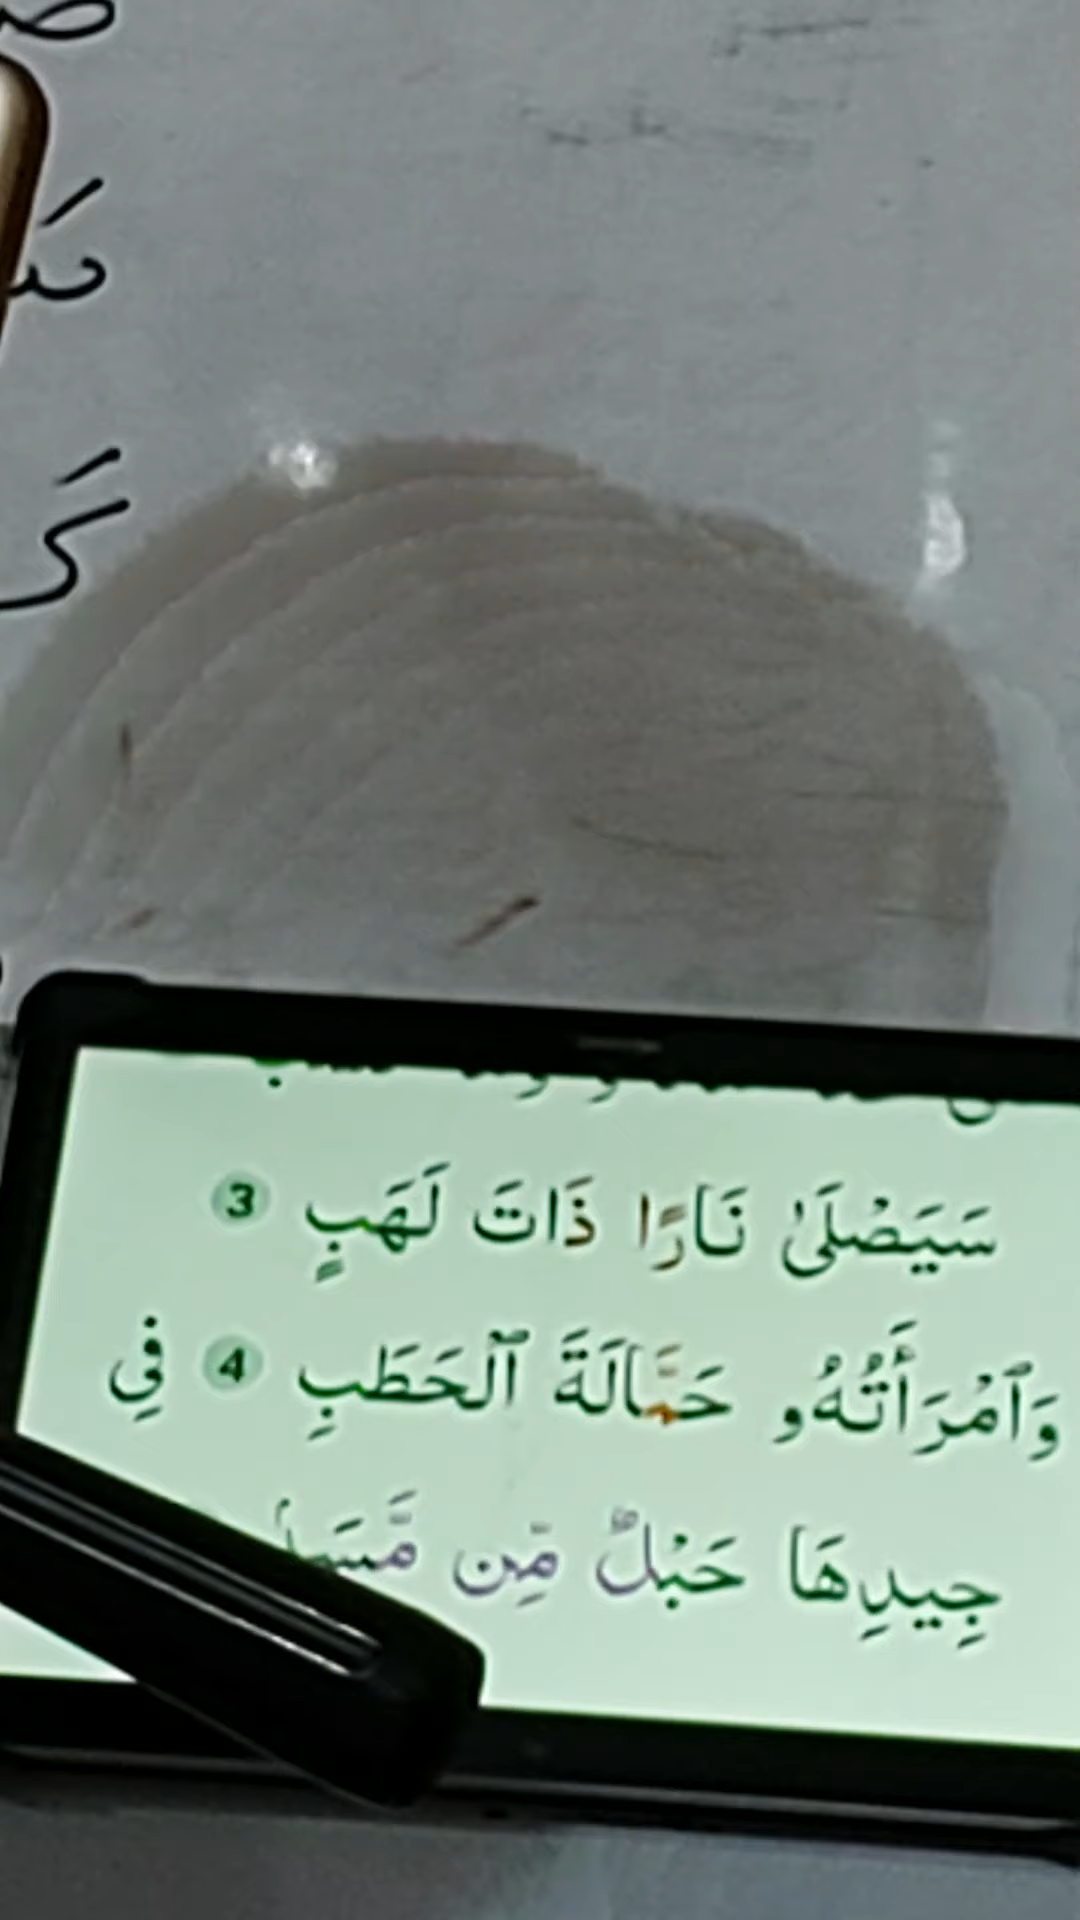 سَيَصْلَىٰ نَارًا ذَاتَ لَهَبٍ 3
وَٱمْرَأَتُهُۥ حَمَّالَةَ ٱلْحَطَبِ 4 فِي
جِيدِهَا حَبْلٌ مِّن